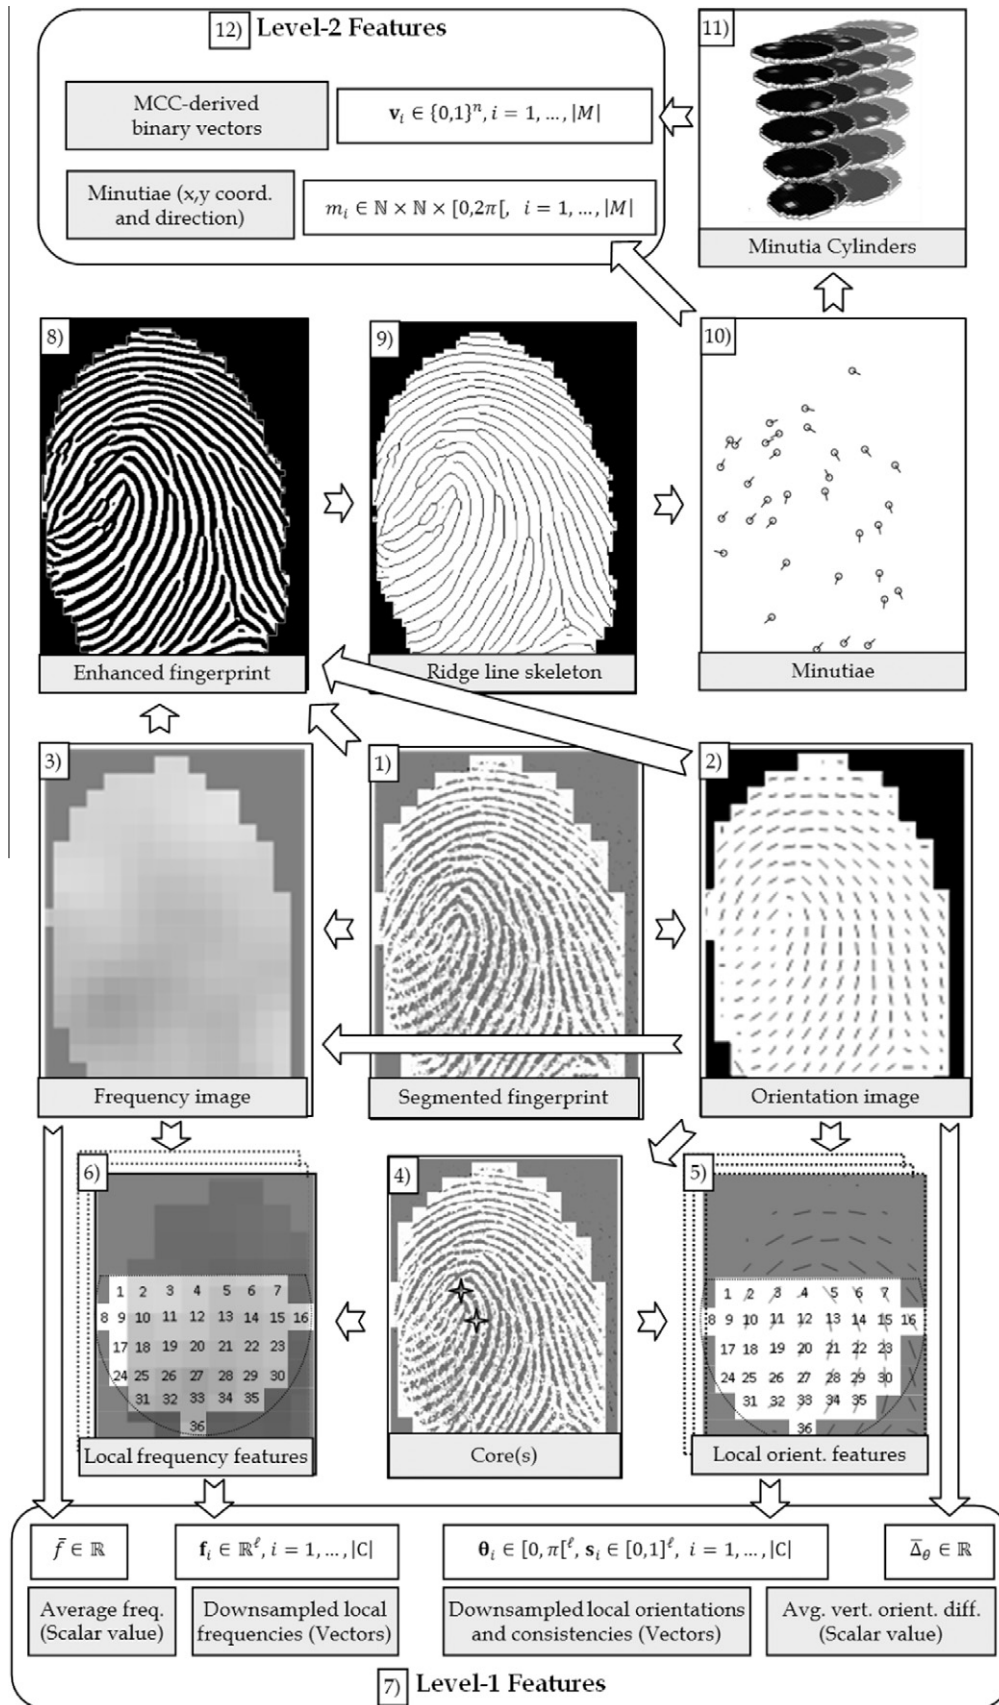 12) Level-2 Features
MCC-derived
binary vectors
𝐯ᵢ ∈ {0,1}ⁿ, i = 1, …, |M|
Minutiae (x,y coord.
and direction)
mᵢ ∈ ℕ × ℕ × [0,2π[, i = 1, …, |M|
11)
Minutia Cylinders
8)
Enhanced fingerprint
9)
Ridge line skeleton
10)
Minutiae
3)
Frequency image
1)
Segmented fingerprint
2)
Orientation image
6)
1 2 3 4 5 6 7
8 9 10 11 12 13 14 15 16
17 18 19 20 21 22 23
24 25 26 27 28 29 30
31 32 33 34 35
36
Local frequency features
4)
Core(s)
5)
1 2 3 4 5 6 7
8 9 10 11 12 13 14 15 16
17 18 19 20 21 22 23
24 25 26 27 28 29 30
31 32 33 34 35
36
Local orient. features
f̄ ∈ ℝ
𝐟ᵢ ∈ ℝ^ℓ, i = 1, …, |C|
𝛉ᵢ ∈ [0, π[^ℓ, 𝐬ᵢ ∈ [0,1]^ℓ, i = 1, …, |C|
Δ̄_θ ∈ ℝ
Average freq.
(Scalar value)
Downsampled local
frequencies (Vectors)
Downsampled local orientations
and consistencies (Vectors)
Avg. vert. orient. diff.
(Scalar value)
7) Level-1 Features